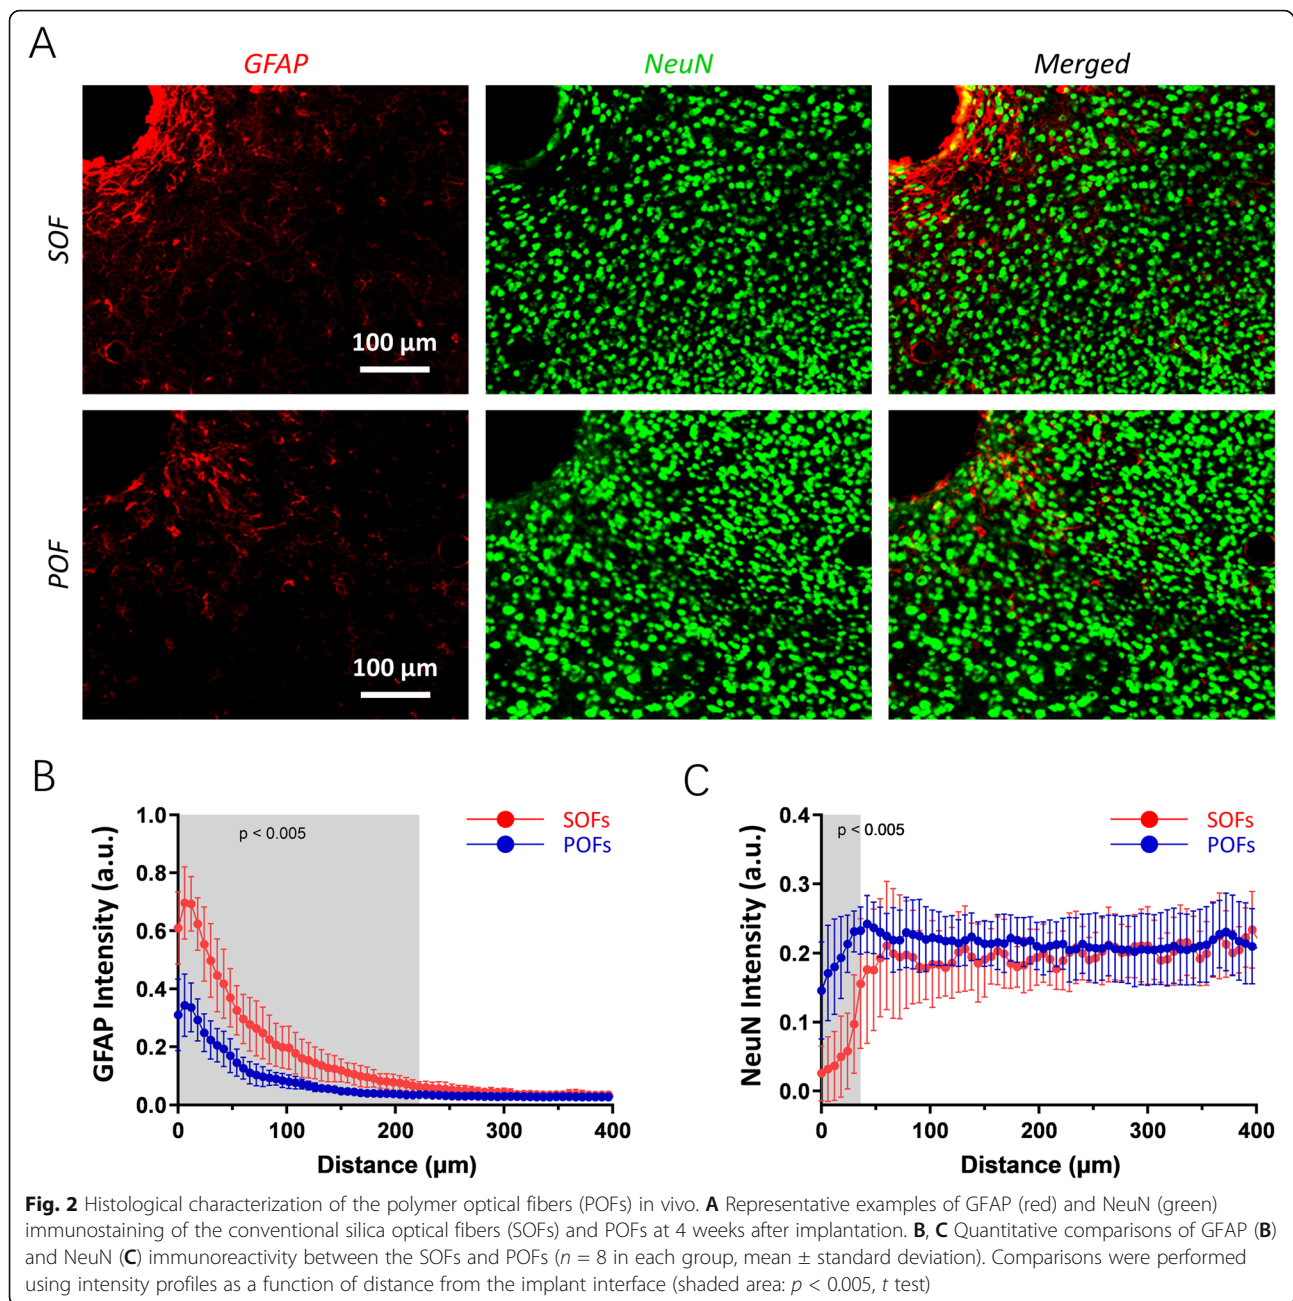 A
GFAP NeuN Merged
SOF
100 µm
POF
100 µm
B
GFAP Intensity (a.u.)
1.0
0.8
0.6
0.4
0.2
0.0
p < 0.005
SOFs
POFs
0 100 200 300 400
Distance (µm)
C
NeuN Intensity (a.u.)
0.4
0.3
0.2
0.1
0.0
p < 0.005
SOFs
POFs
0 100 200 300 400
Distance (µm)
Fig. 2 Histological characterization of the polymer optical fibers (POFs) in vivo. A Representative examples of GFAP (red) and NeuN (green)
immunostaining of the conventional silica optical fibers (SOFs) and POFs at 4 weeks after implantation. B, C Quantitative comparisons of GFAP (B)
and NeuN (C) immunoreactivity between the SOFs and POFs (n = 8 in each group, mean ± standard deviation). Comparisons were performed
using intensity profiles as a function of distance from the implant interface (shaded area: p < 0.005, t test)